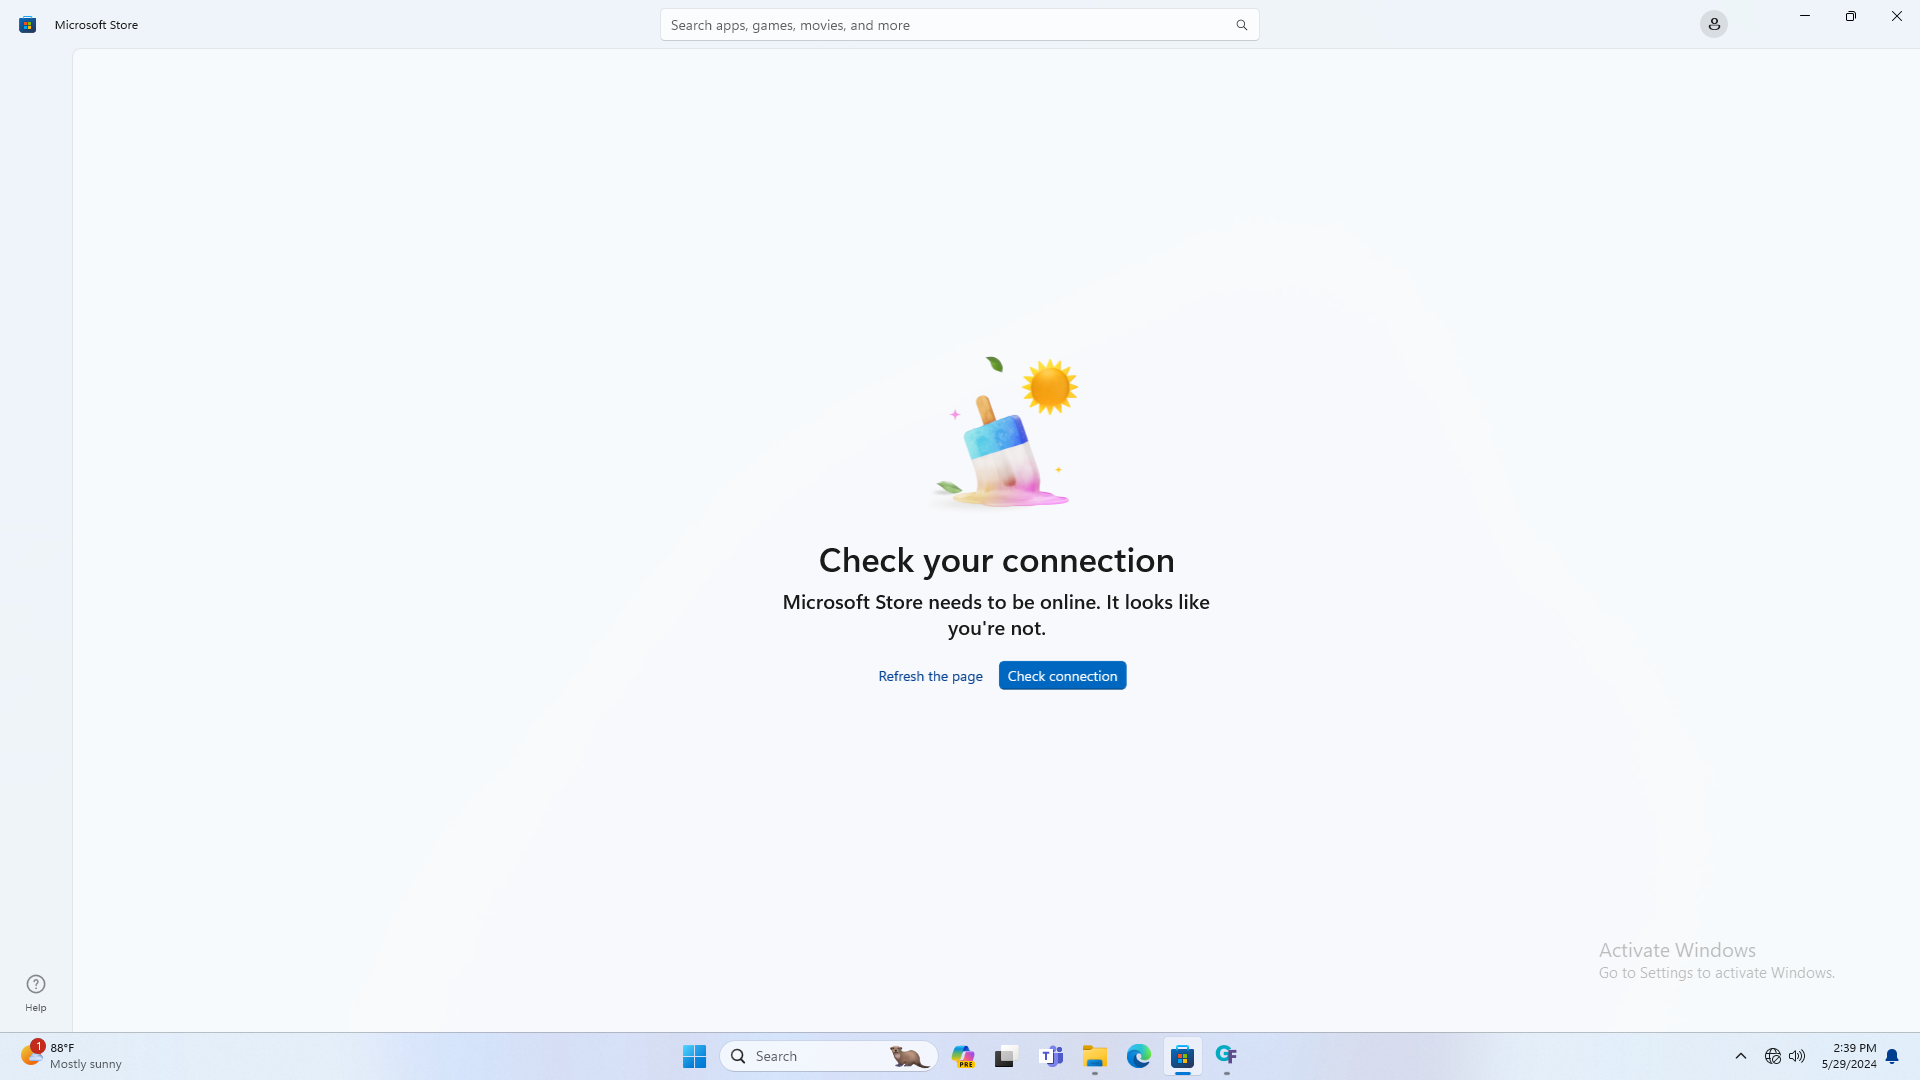 Microsoft Store
Search apps, games, movies, and more
Check your connection
Microsoft Store needs to be online. It looks like
you're not.
Refresh the page
Check connection
Activate Windows
Go to Settings to activate Windows.
Help
1
88°F
Mostly sunny
Search
PRE
T
2:39 PM
5/29/2024